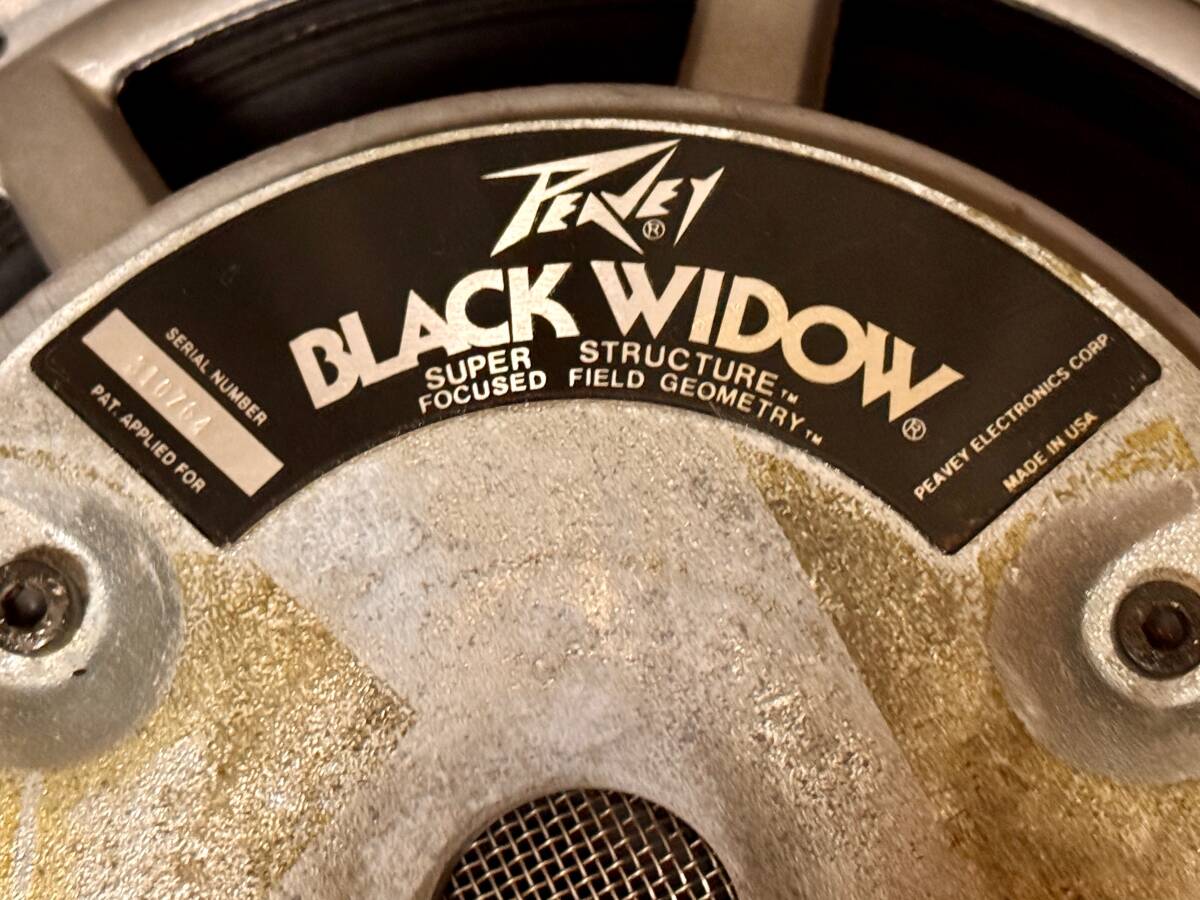 PEAVEY®
BLACK WIDOW®
SUPER STRUCTURE™
FOCUSED FIELD GEOMETRY™
SERIAL NUMBER
PAT. APPLIED FOR
PEAVEY ELECTRONICS CORP.
MADE IN USA